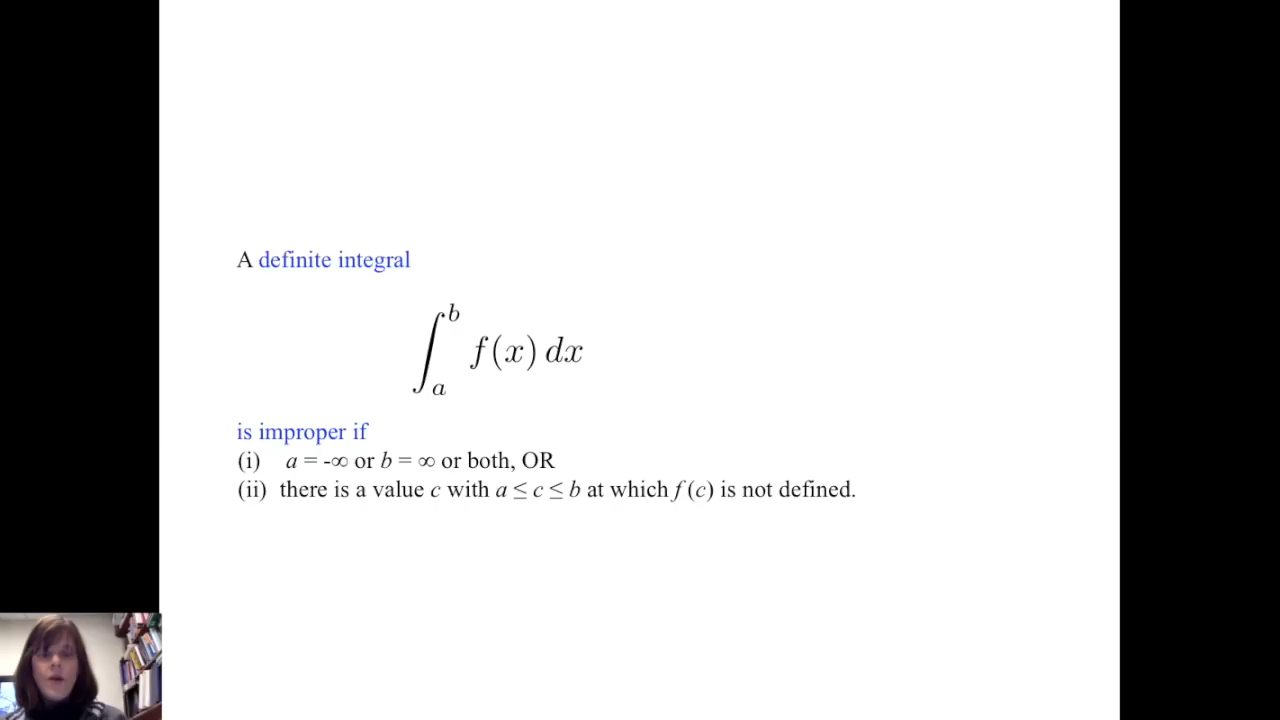 A definite integral
∫_a^b f(x) dx
is improper if
(i) a = -∞ or b = ∞ or both, OR
(ii) there is a value c with a ≤ c ≤ b at which f (c) is not defined.